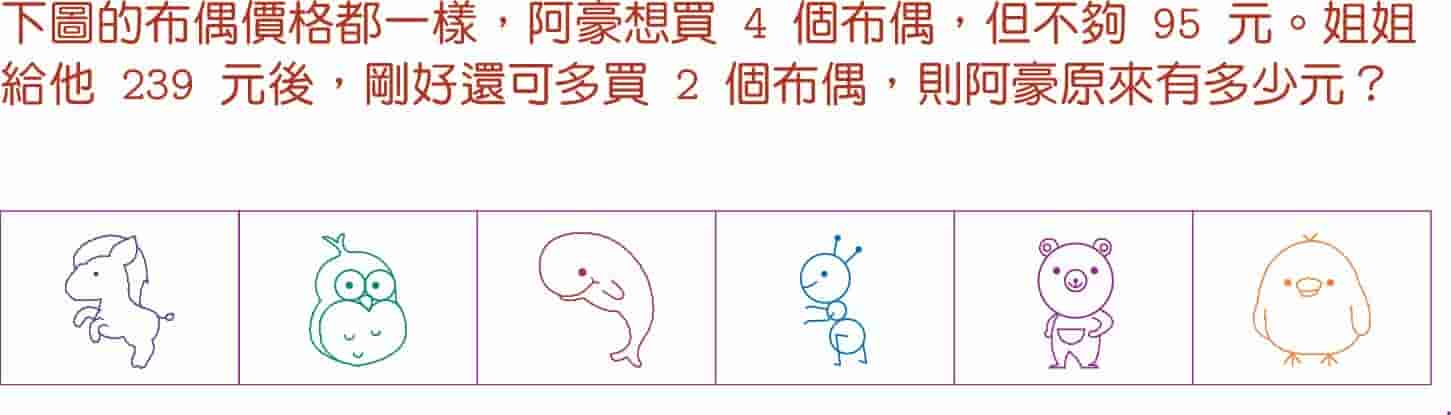 下圖的布偶價格都一樣，阿豪想買 4 個布偶，但不夠 95 元。姐姐
給他 239 元後，剛好還可多買 2 個布偶，則阿豪原來有多少元？